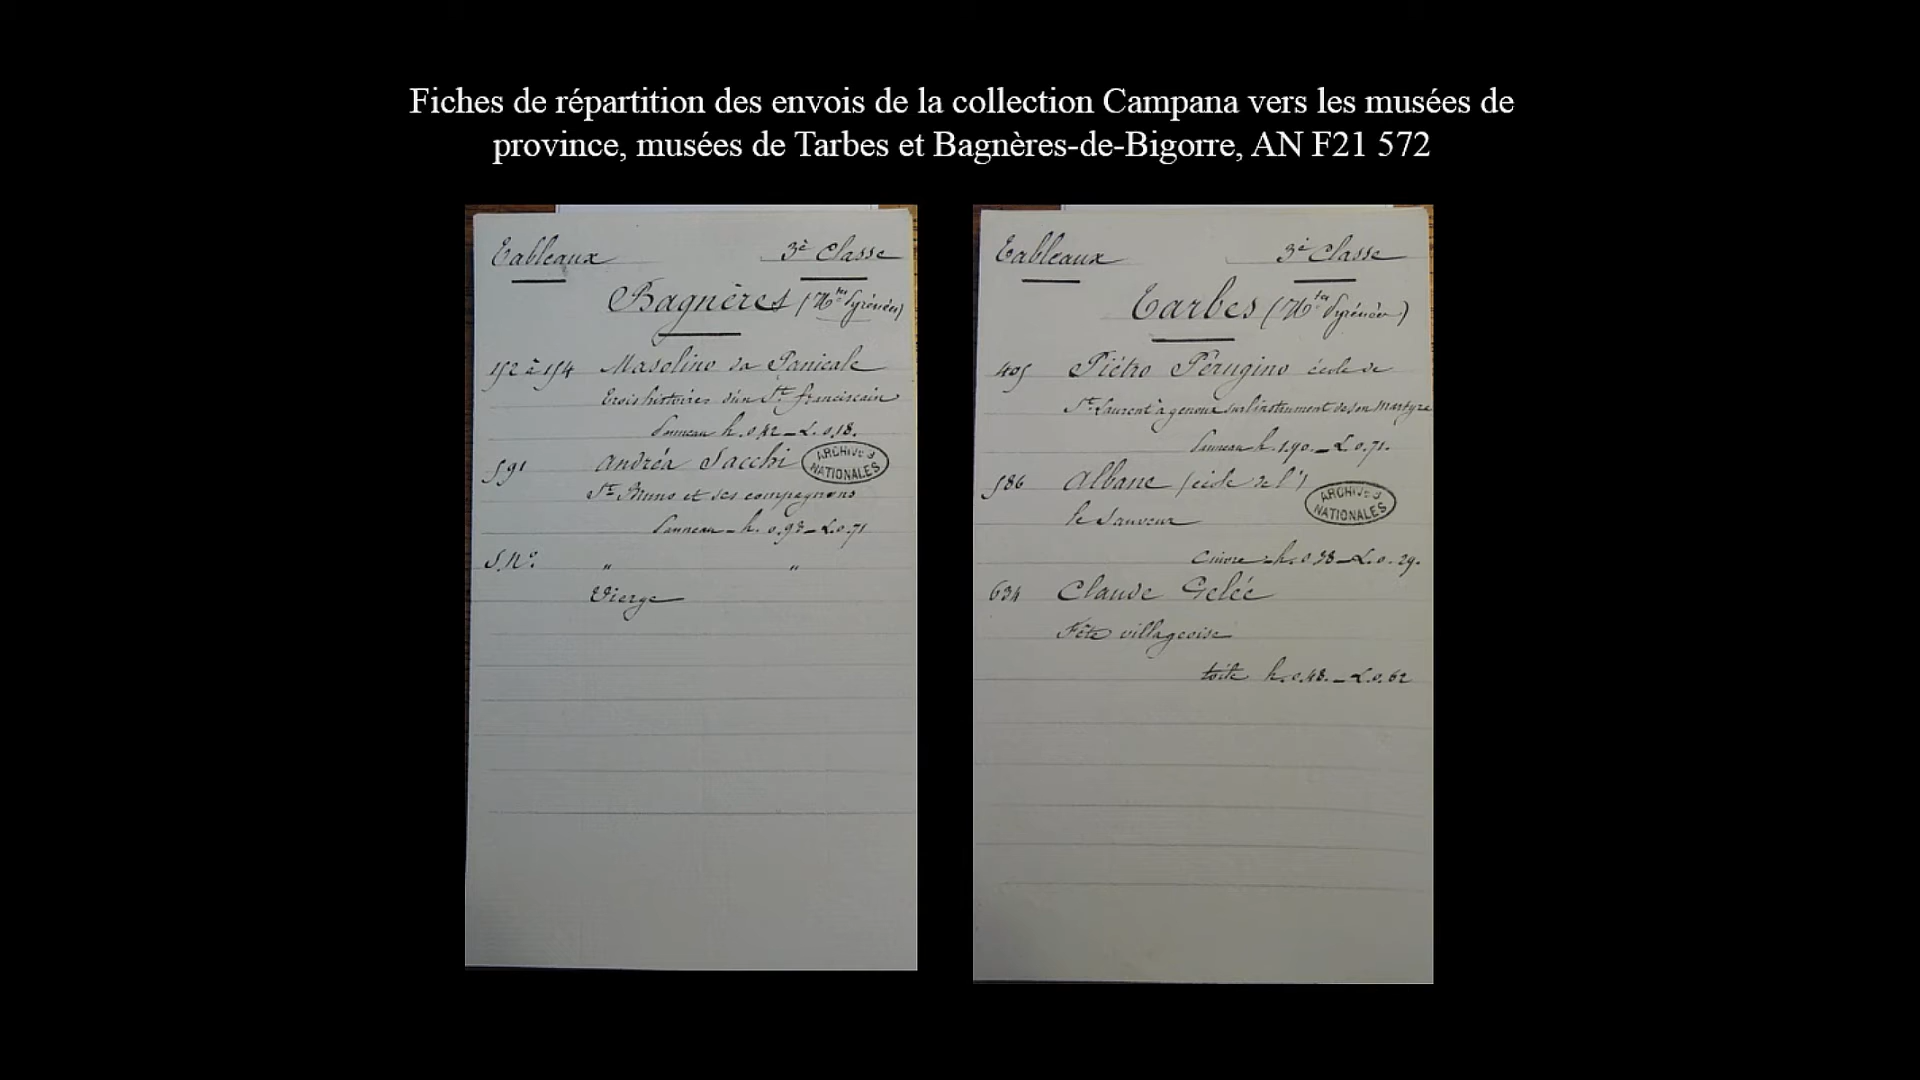 Fiches de répartition des envois de la collection Campana vers les musées de
province, musées de Tarbes et Bagnères-de-Bigorre, AN F21 572
Tableaux 3e Classe
Bagnères (Htes Pyrénées)
152 à 154 Masolino da Panicale
Trois histoires d'un St. franciscain
Panneau h. 0,42 _ L. 0,18.
591 Andréa Sacchi
ARCHIVES NATIONALES
St Bruno et ses compagnons
Panneau _ h. 0,98 _ L. 0,71
S. No. " "
Vierge
Tableaux 3e Classe
Tarbes (Htes Pyrénées)
405 Piétro Pérugino école de
St Laurent à genoux sur l'instrument de son Martyre
Panneau h. 1,90. _ L 0,71.
586 Albane (école de l')
ARCHIVES NATIONALES
le Sauveur
Cuivre _ h. 0,38 _ L. 0,29.
634 Claude Gelée
Fête villageoise
toile h. 0,48. _ L. 0,62